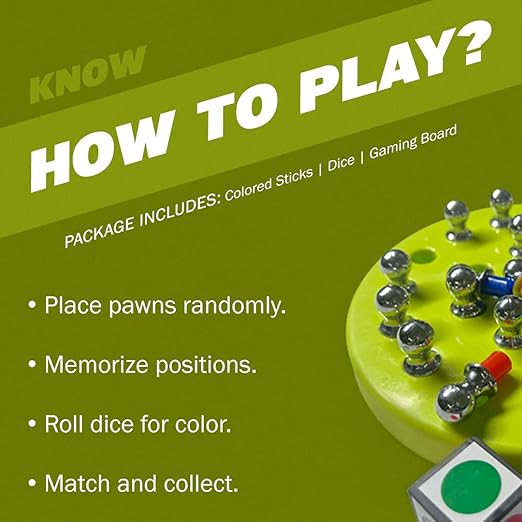 KNOW
HOW TO PLAY?
PACKAGE INCLUDES: Colored Sticks | Dice | Gaming Board
• Place pawns randomly.
• Memorize positions.
• Roll dice for color.
• Match and collect.